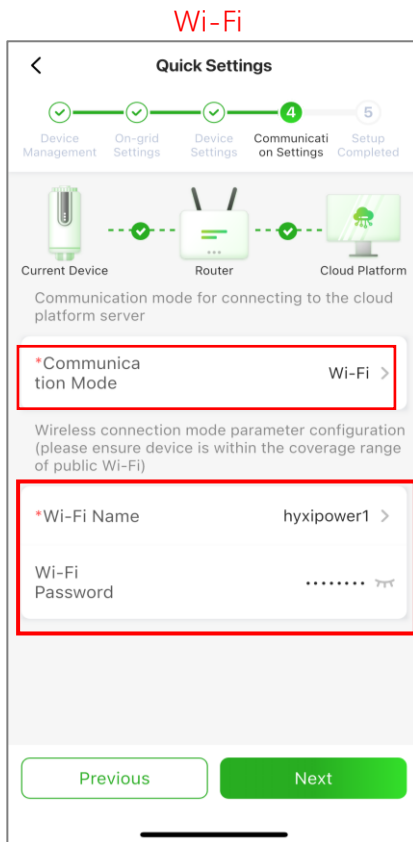 Wi-Fi
Quick Settings
4
5
Device
Management
On-grid
Settings
Device
Settings
Communicati
on Settings
Setup
Completed
Current Device
Router
Cloud Platform
Communication mode for connecting to the cloud
platform server
*Communica
tion Mode
Wi-Fi >
Wireless connection mode parameter configuration
(please ensure device is within the coverage range
of public Wi-Fi)
*Wi-Fi Name
hyxipower1 >
Wi-Fi
Password
••••••••
Previous
Next